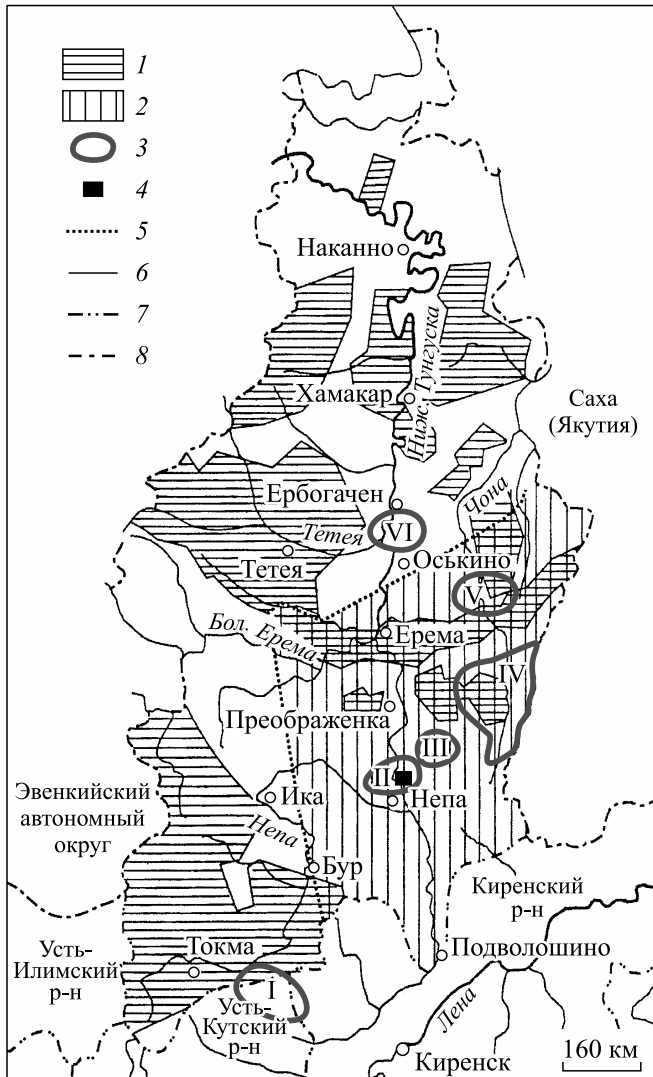 1
2
3
4
5
6
7
8
Наканно
Хамакар
Ниж. Тунгуска
Саха
(Якутия)
Чона
Ербогачен
Тетея
VI
Тетея
Оськино
V
Бол. Ерема
Ерема
IV
Преображенка
III
II
Эвенкийский
автономный
округ
Ика
Непа
Непа
Бур
Киренский
р-н
Усть-
Илимский
р-н
Токма
Подволошино
I
Усть-
Кутский
р-н
Лена
Киренск
160 км